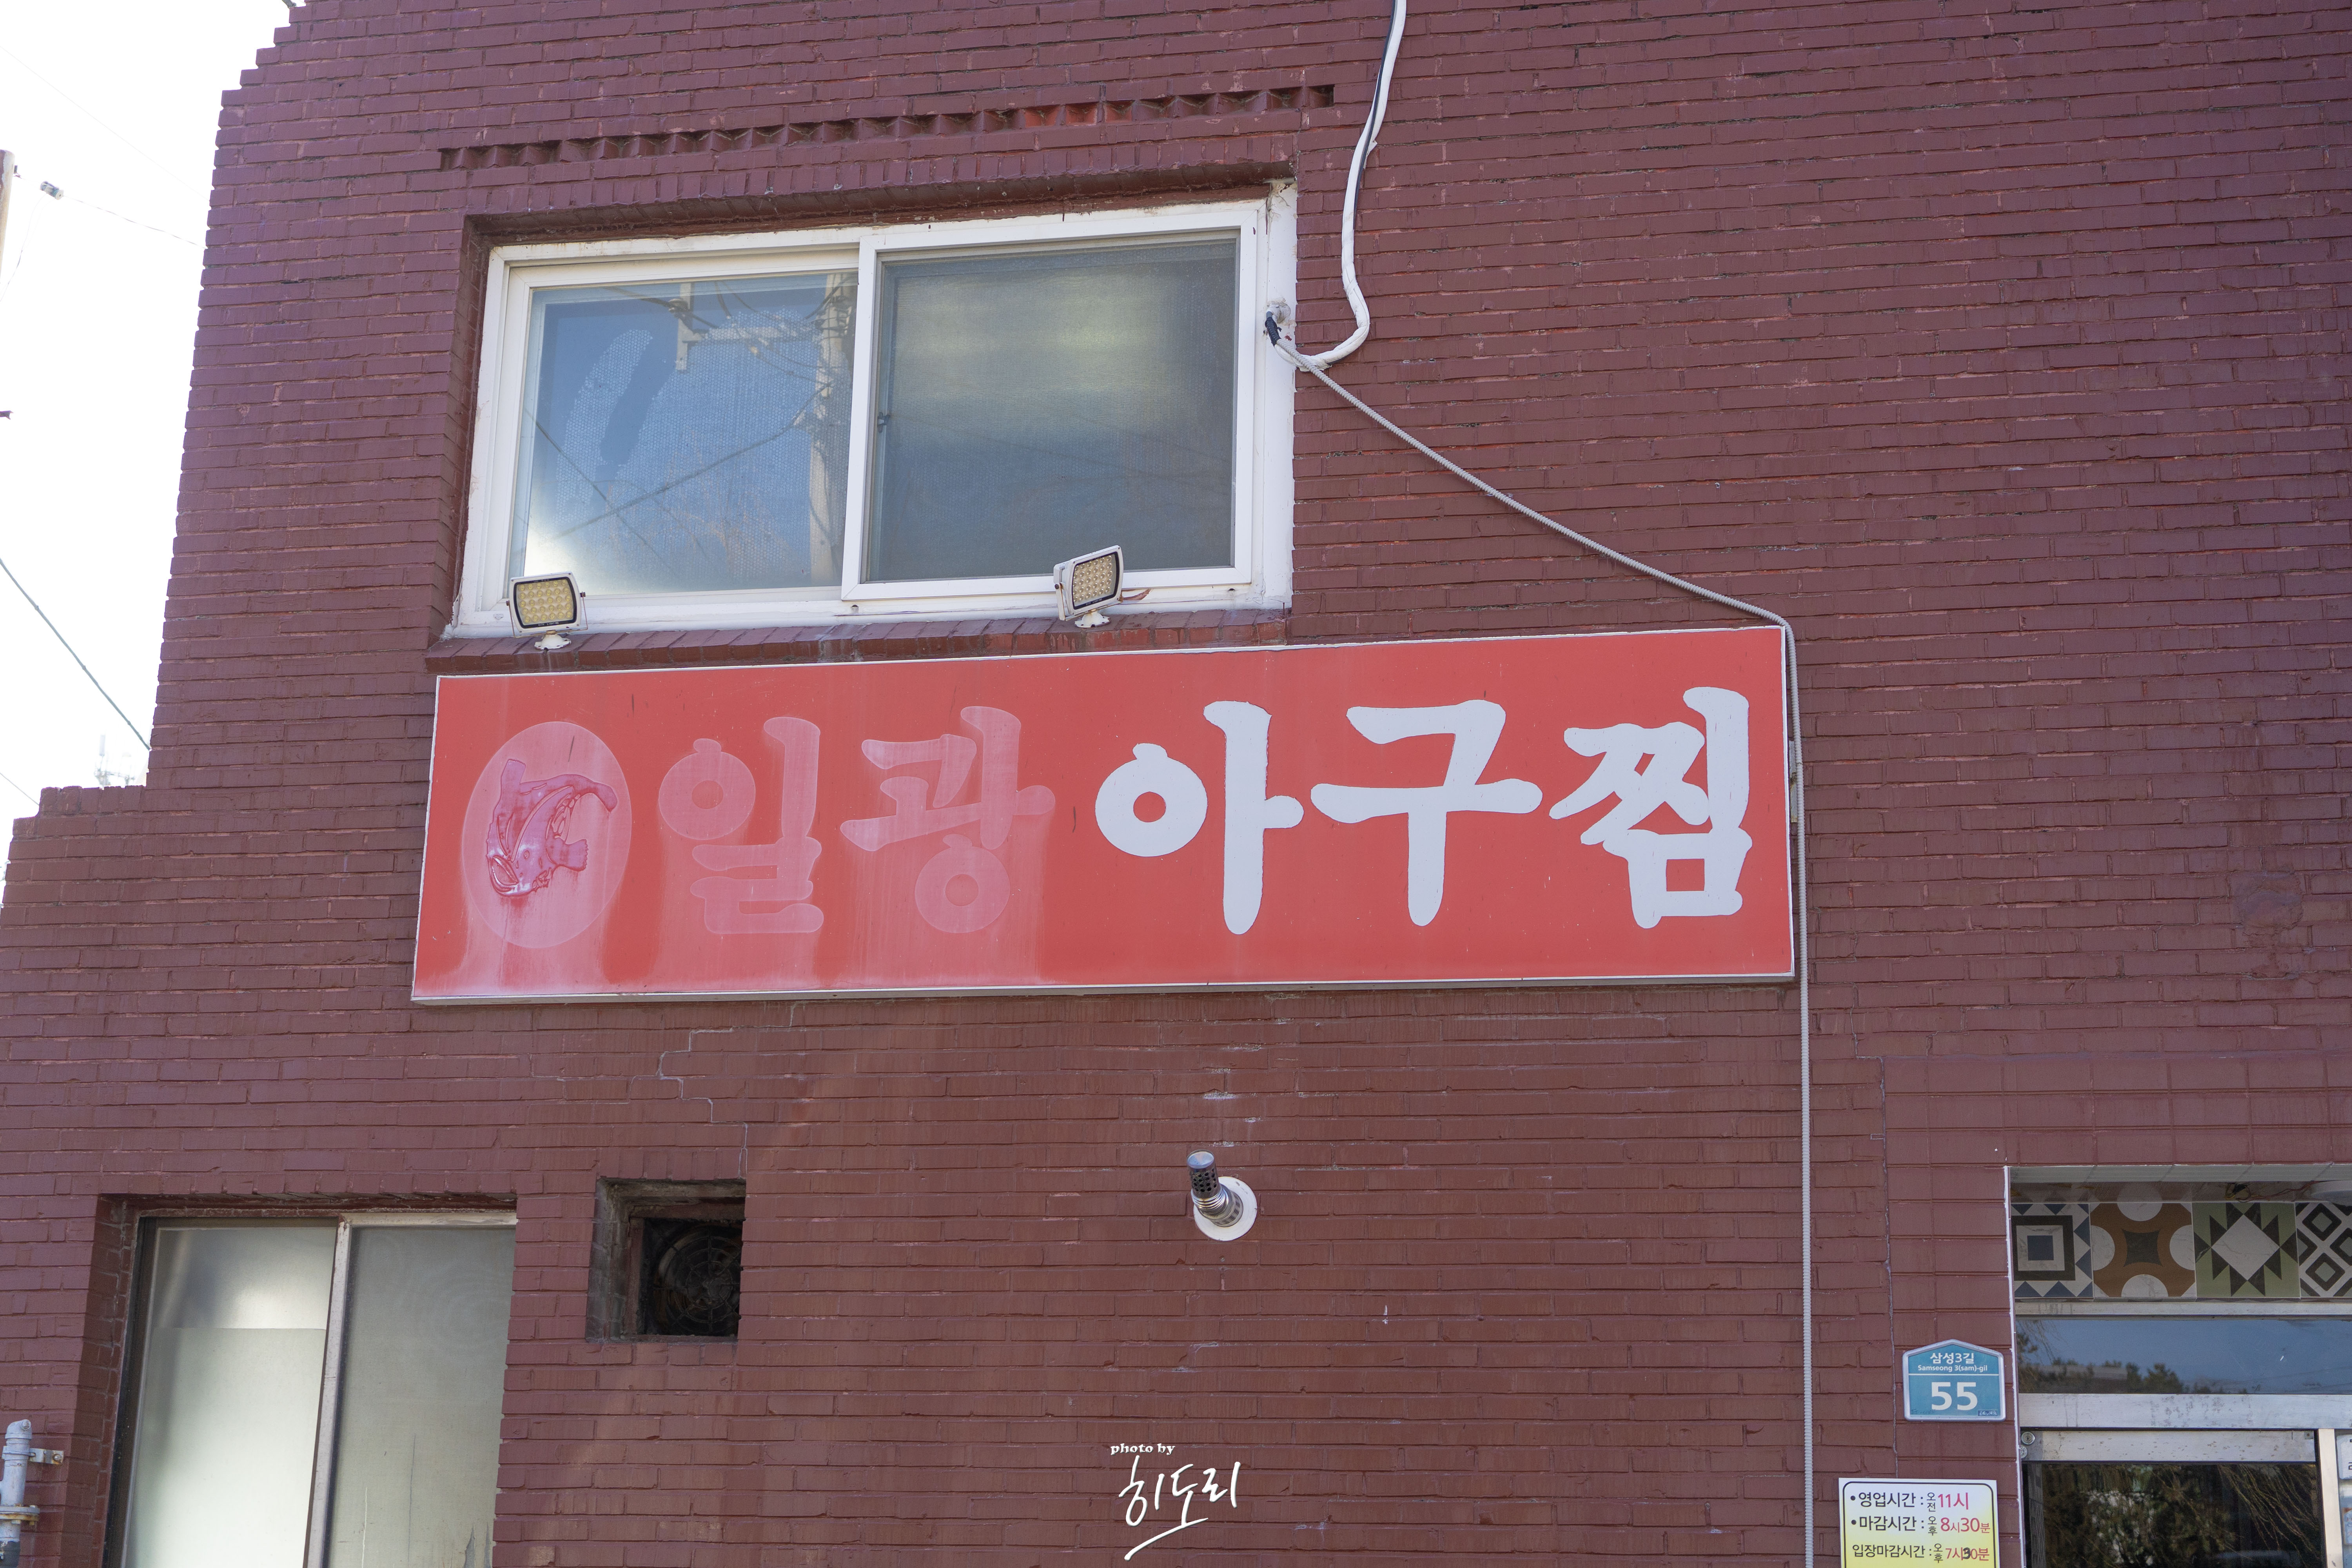 일광 아구찜
삼성3길
Samseong 3(sam)-gil
55
•영업시간 : 오전 11시
•마감시간 : 오후 8시30분
입장마감시간 : 오후 7시30분
photo by
히도리